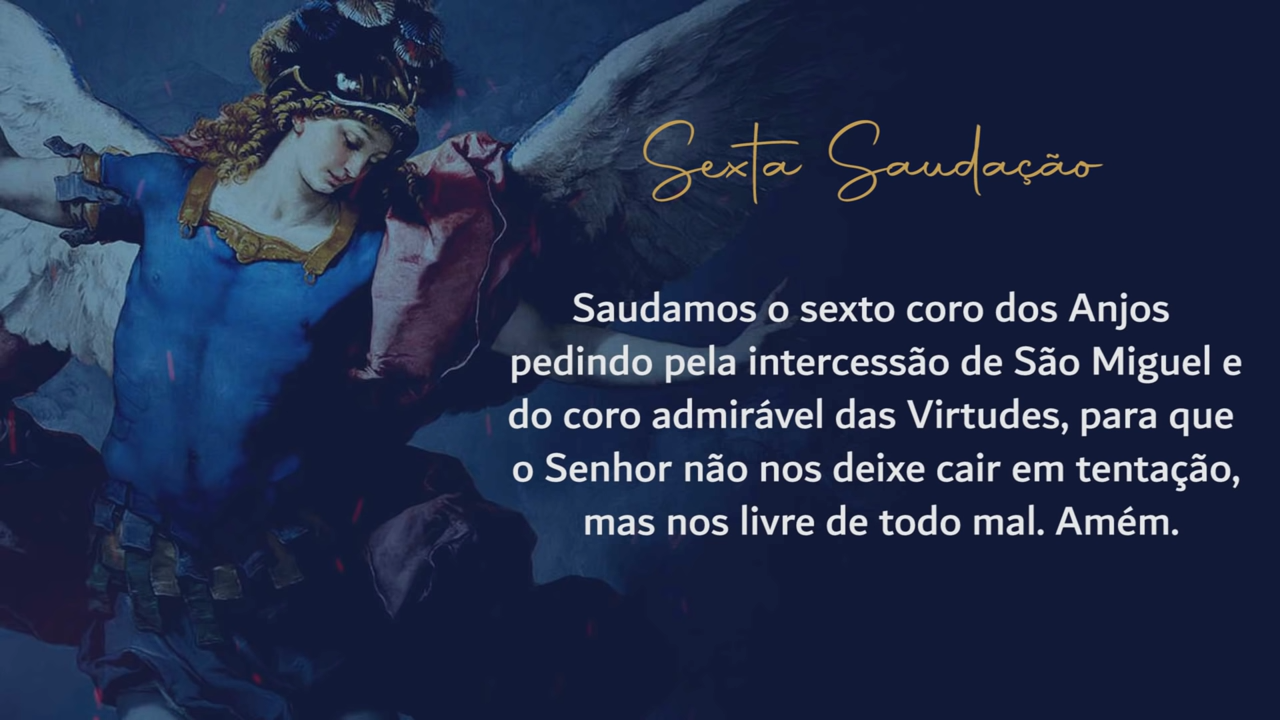 Sexta Saudação
Saudamos o sexto coro dos Anjos
pedindo pela intercessão de São Miguel e
do coro admirável das Virtudes, para que
o Senhor não nos deixe cair em tentação,
mas nos livre de todo mal. Amém.